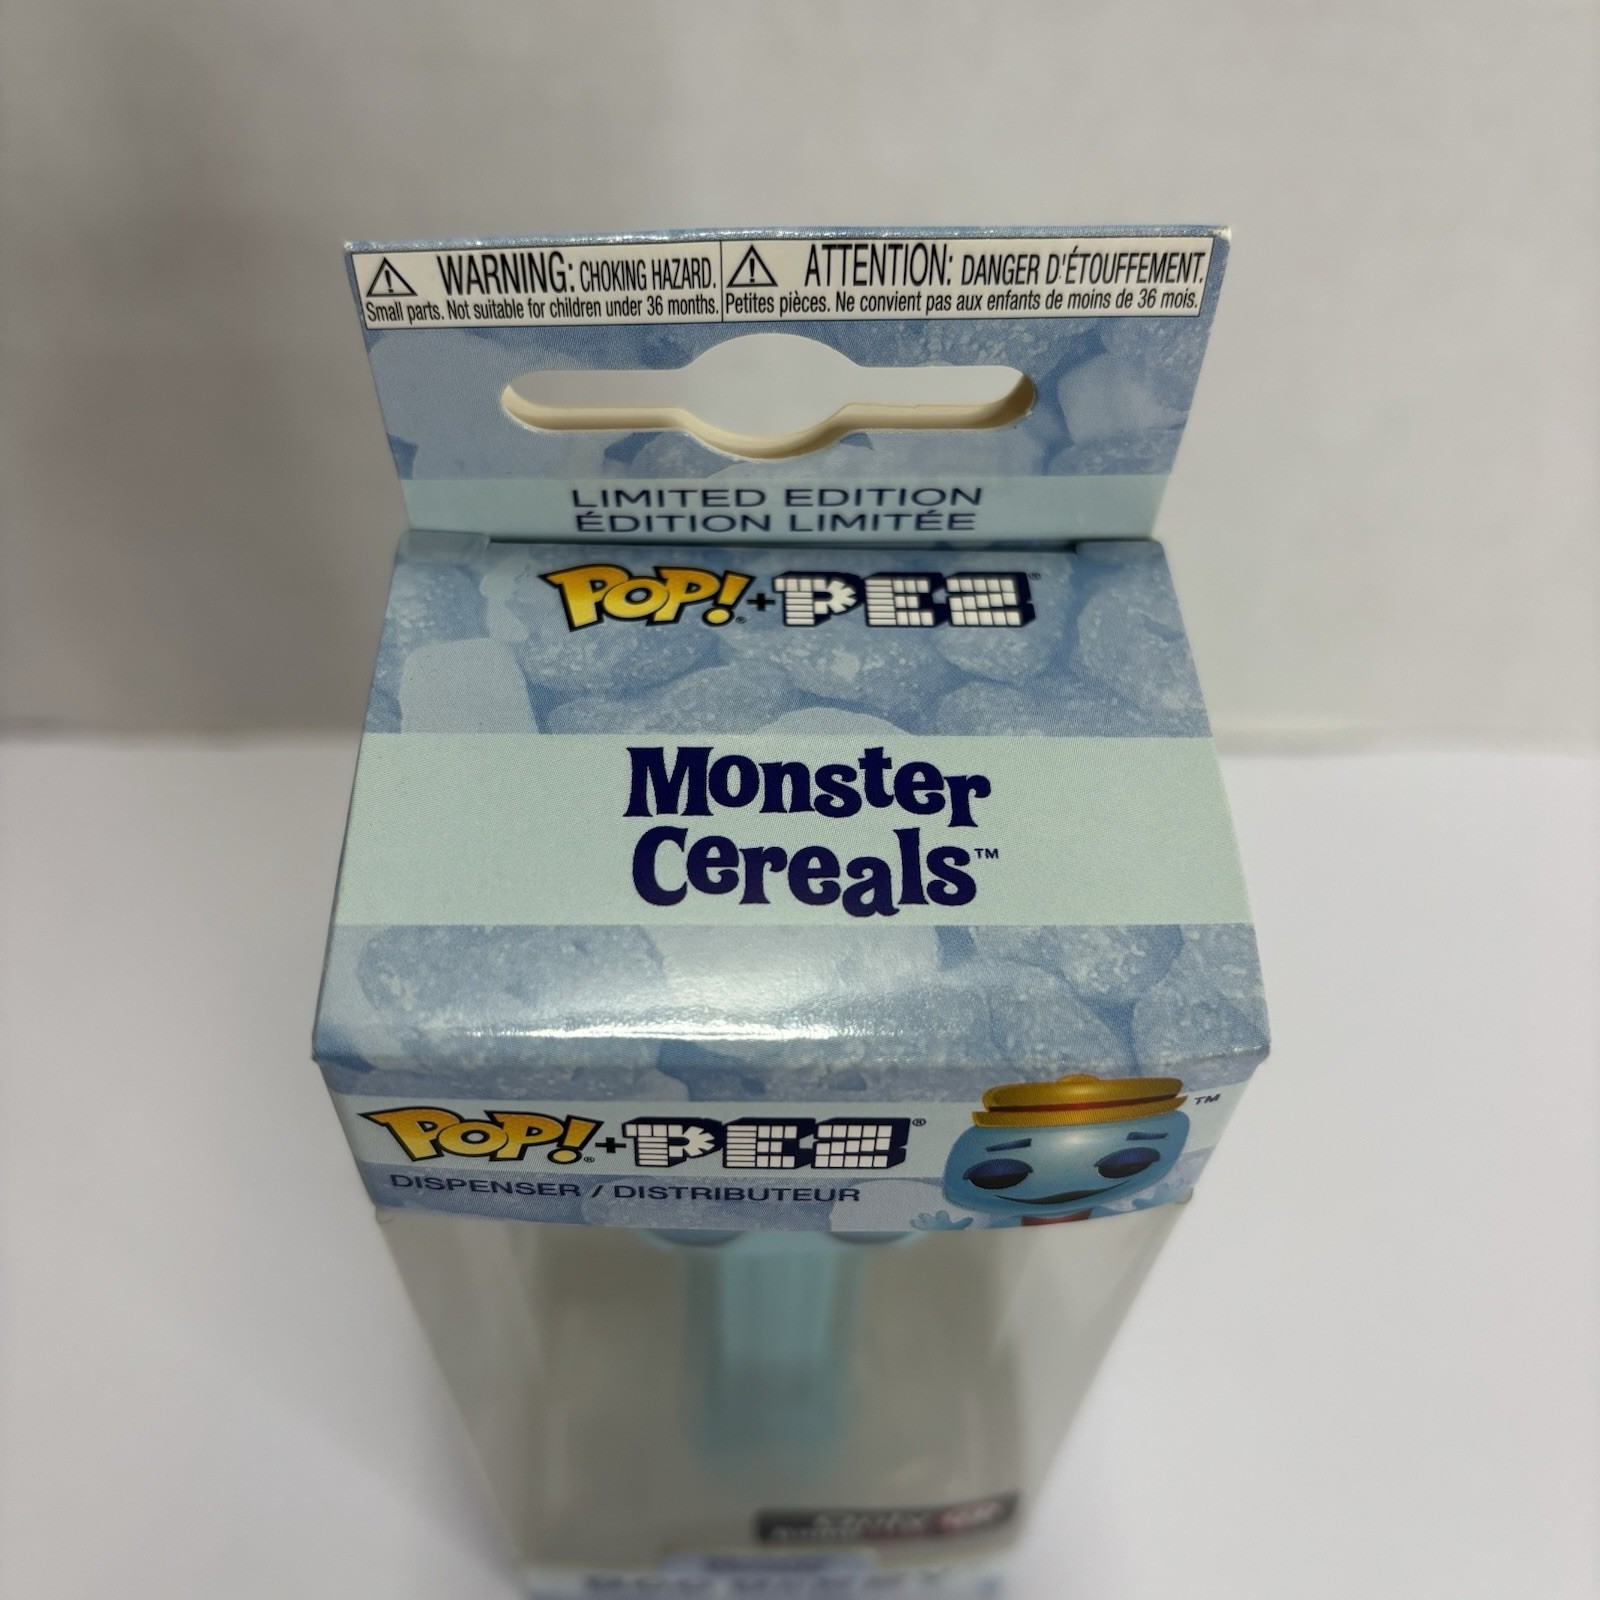 WARNING: CHOKING HAZARD.
Small parts. Not suitable for children under 36 months.
ATTENTION: DANGER D'ÉTOUFFEMENT.
Petites pièces. Ne convient pas aux enfants de moins de 36 mois.
LIMITED EDITION
ÉDITION LIMITÉE
POP!® + PEZ®
Monster
Cereals™
POP!® + PEZ®
™
DISPENSER / DISTRIBUTEUR